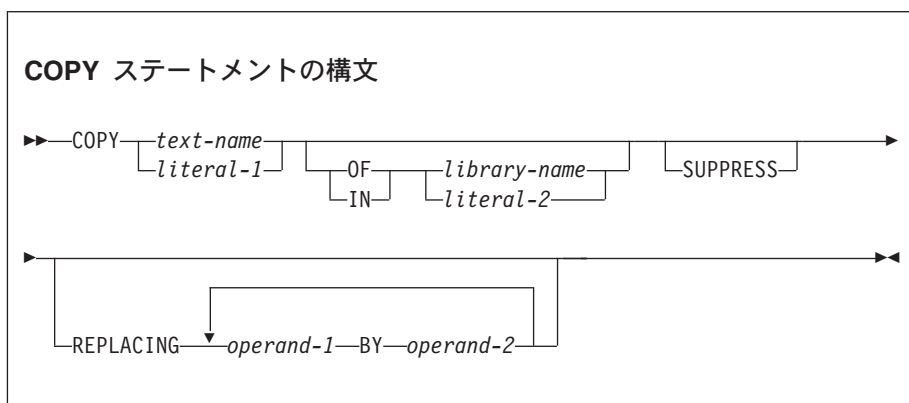 COPY ステートメントの構文
COPY text-name OF library-name SUPPRESS
literal-1 IN literal-2
REPLACING operand-1 BY operand-2